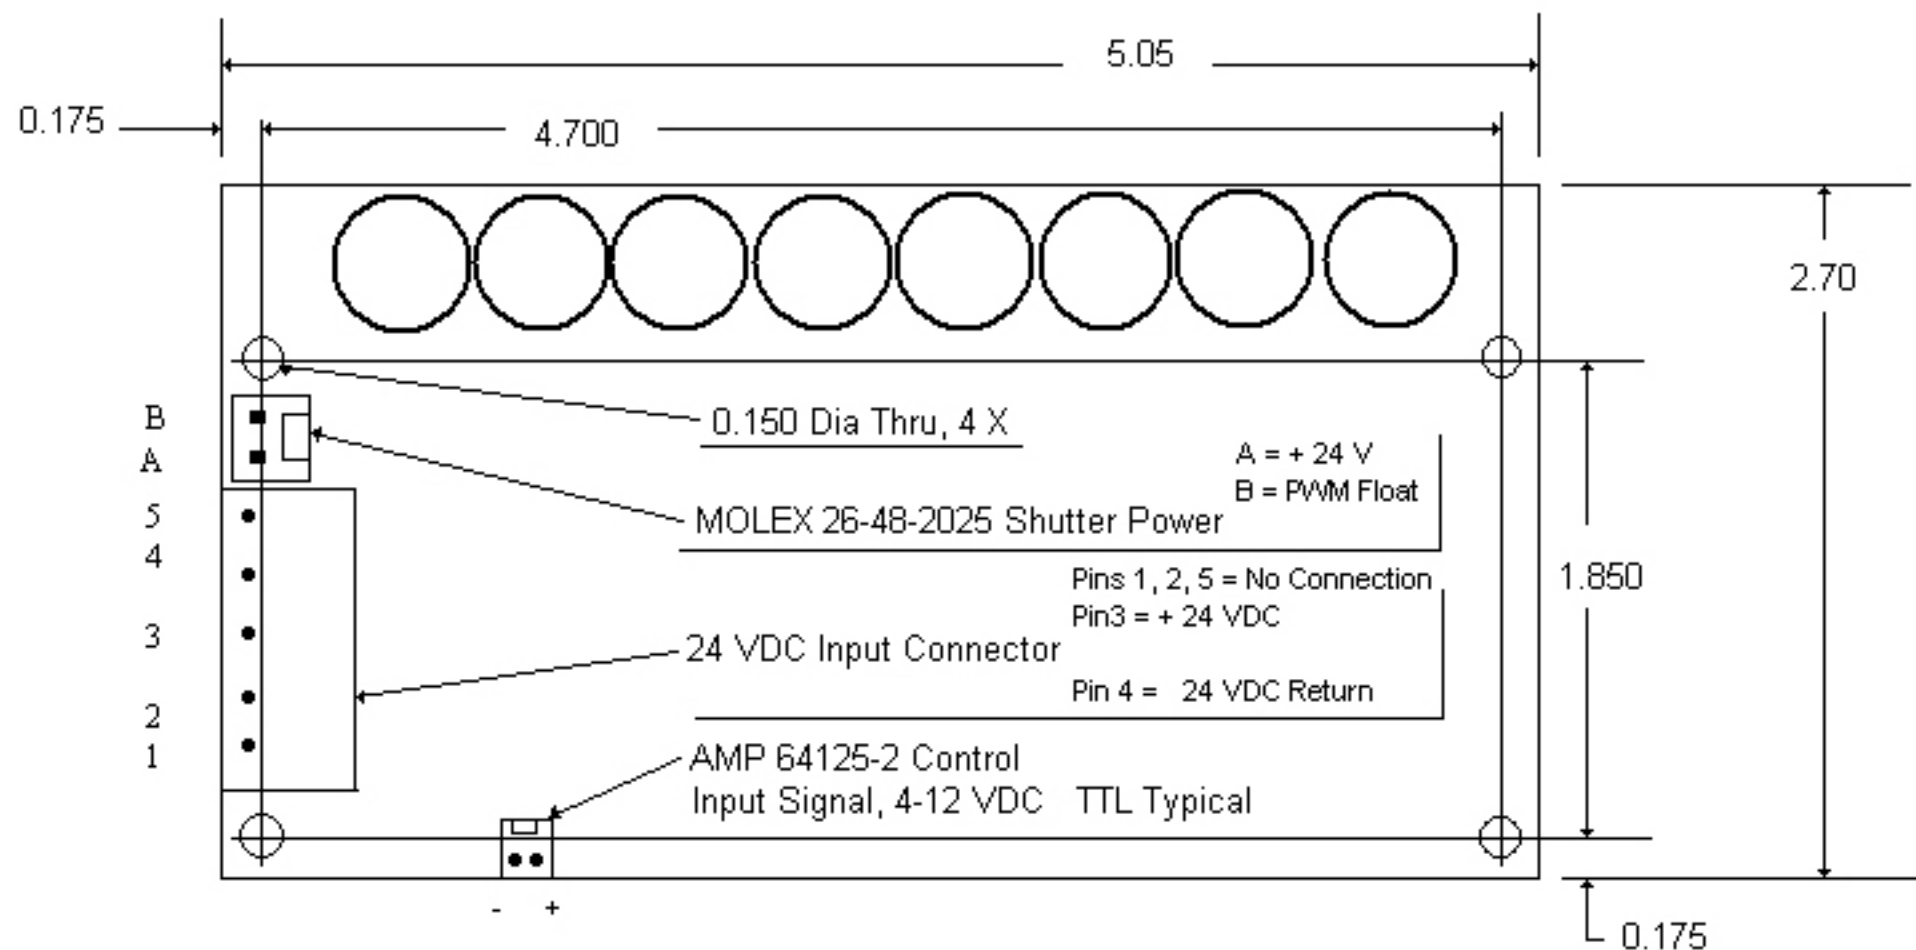 5.05
0.175
4.700
2.70
B
0.150 Dia Thru, 4 X
A
A = + 24 V
B = PWM Float
5
MOLEX 26-48-2025 Shutter Power
4
Pins 1, 2, 5 = No Connection
1.850
Pin3 = + 24 VDC
3
24 VDC Input Connector
Pin 4 = 24 VDC Return
2
1
AMP 64125-2 Control
Input Signal, 4-12 VDC TTL Typical
- +
0.175